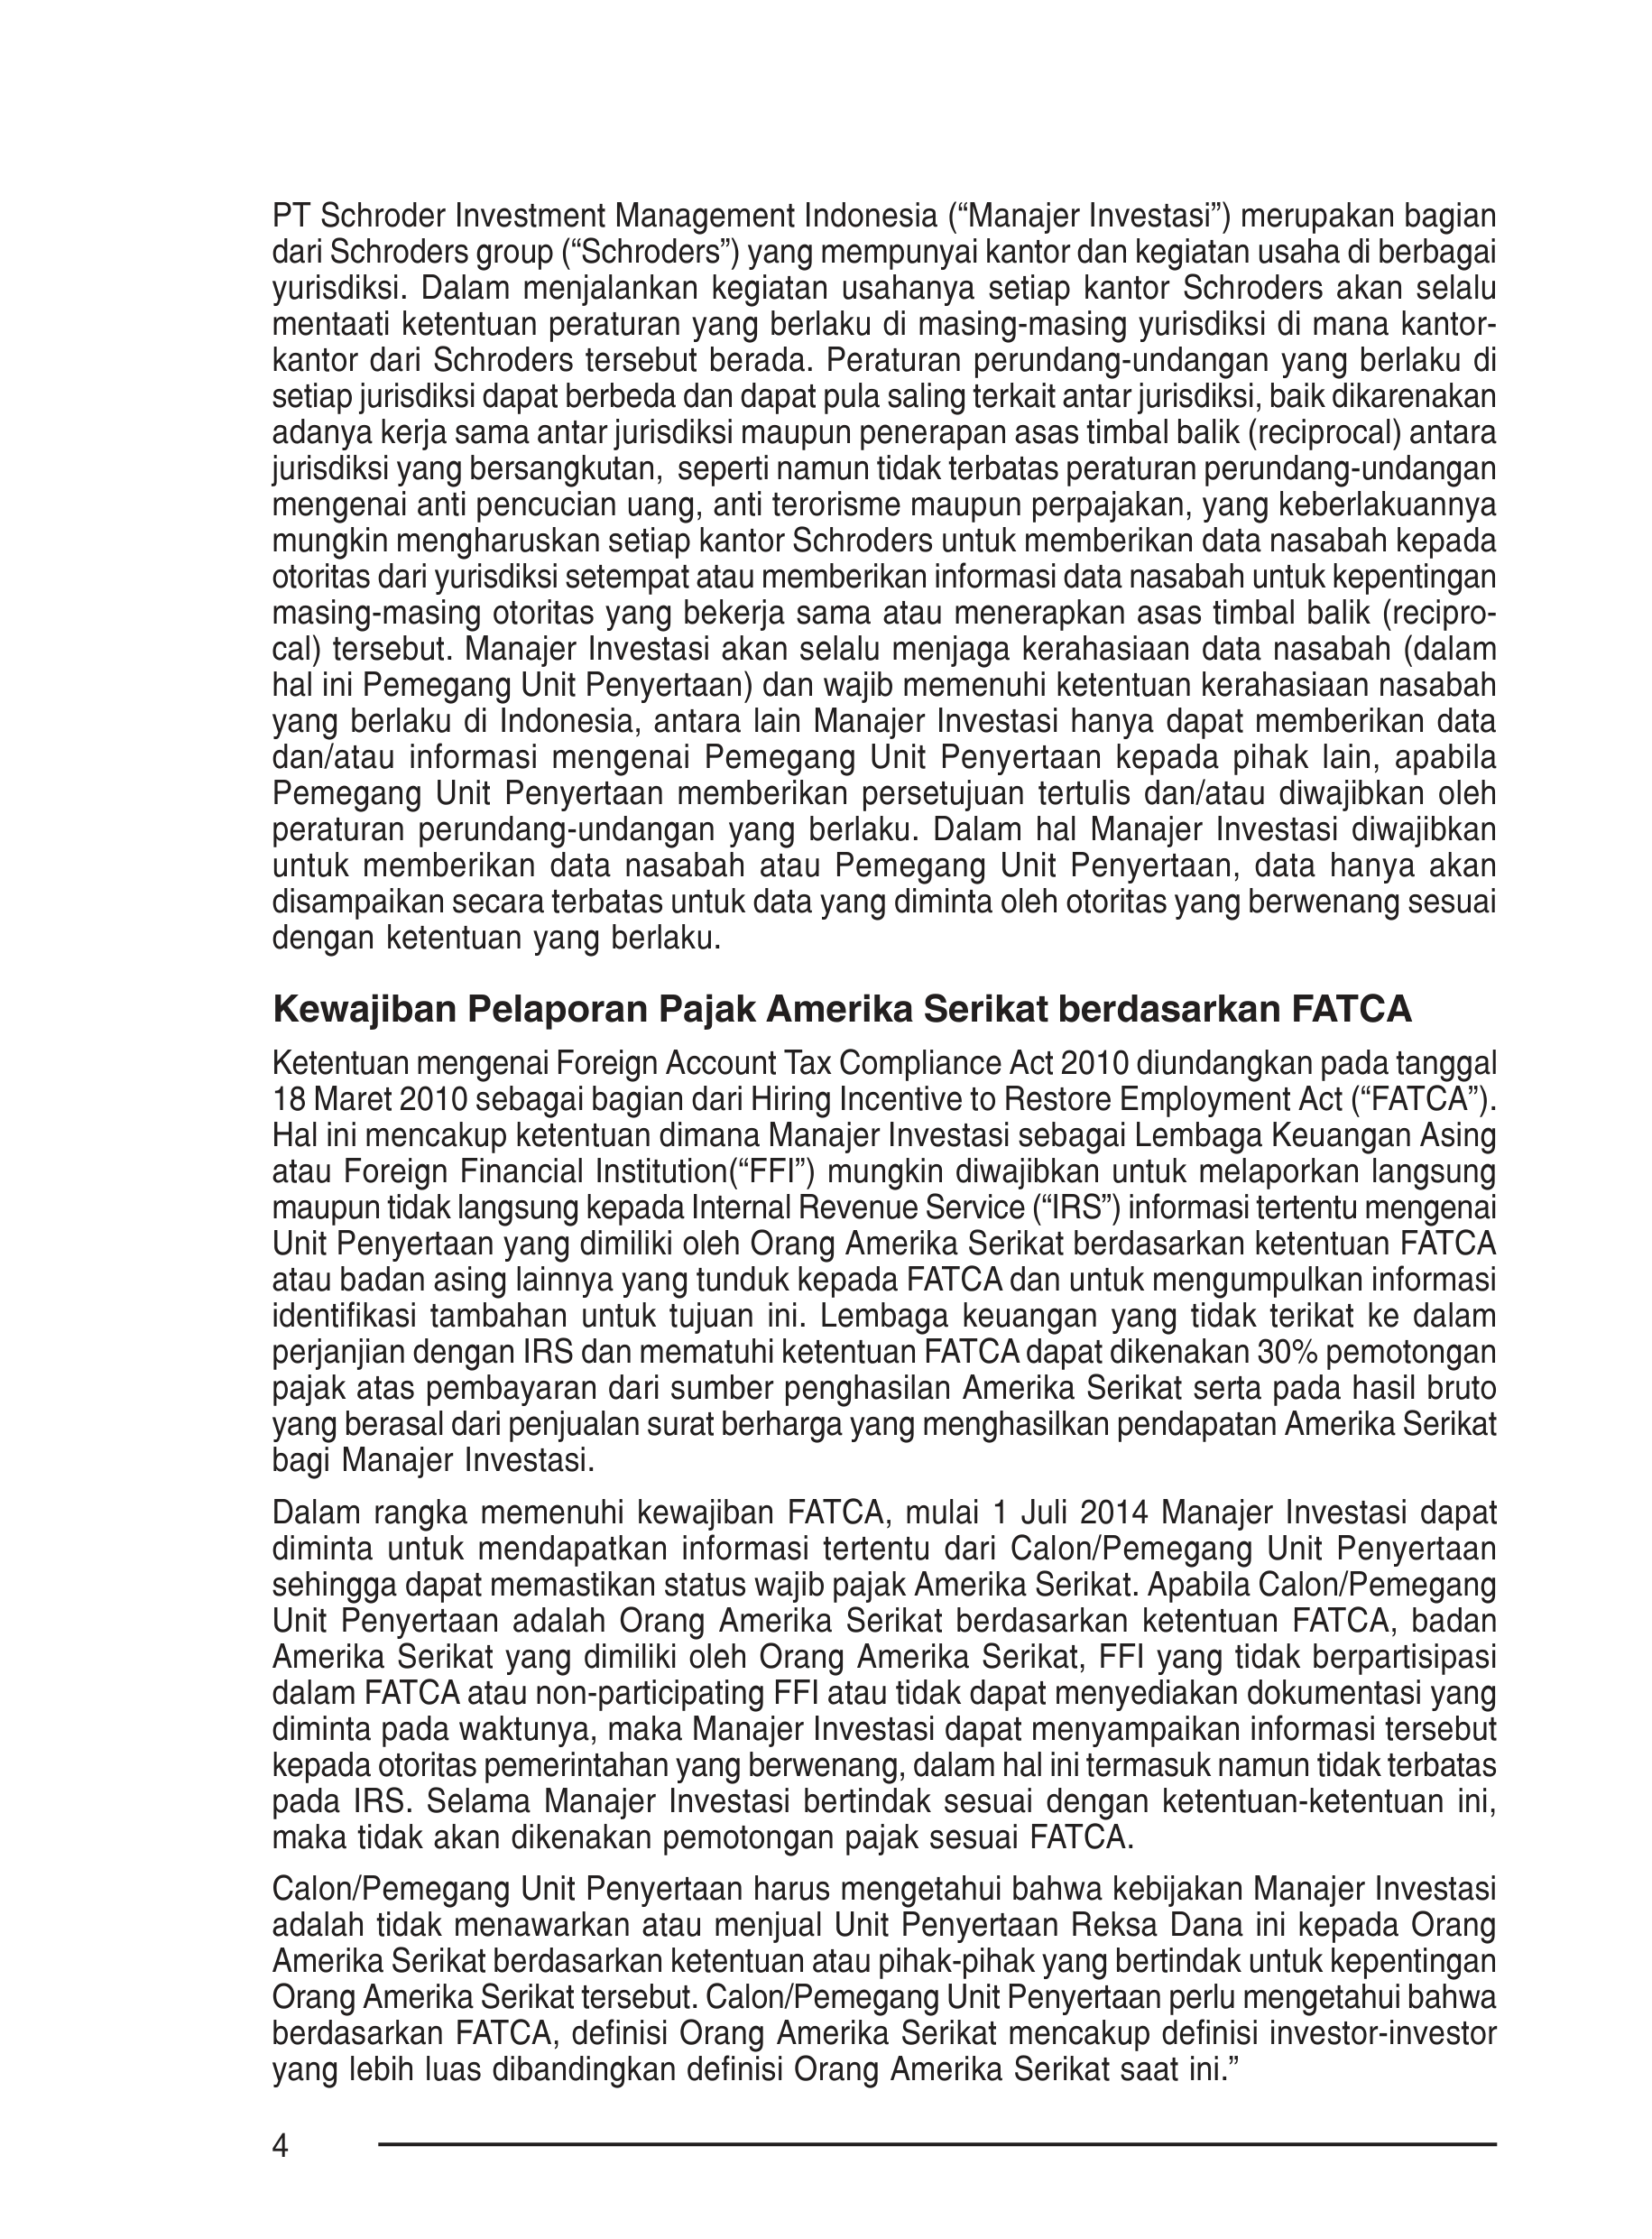 PT Schroder Investment Management Indonesia (“Manajer Investasi”) merupakan bagian
dari Schroders group (“Schroders”) yang mempunyai kantor dan kegiatan usaha di berbagai
yurisdiksi. Dalam menjalankan kegiatan usahanya setiap kantor Schroders akan selalu
mentaati ketentuan peraturan yang berlaku di masing-masing yurisdiksi di mana kantor-
kantor dari Schroders tersebut berada. Peraturan perundang-undangan yang berlaku di
setiap jurisdiksi dapat berbeda dan dapat pula saling terkait antar jurisdiksi, baik dikarenakan
adanya kerja sama antar jurisdiksi maupun penerapan asas timbal balik (reciprocal) antara
jurisdiksi yang bersangkutan, seperti namun tidak terbatas peraturan perundang-undangan
mengenai anti pencucian uang, anti terorisme maupun perpajakan, yang keberlakuannya
mungkin mengharuskan setiap kantor Schroders untuk memberikan data nasabah kepada
otoritas dari yurisdiksi setempat atau memberikan informasi data nasabah untuk kepentingan
masing-masing otoritas yang bekerja sama atau menerapkan asas timbal balik (recipro-
cal) tersebut. Manajer Investasi akan selalu menjaga kerahasiaan data nasabah (dalam
hal ini Pemegang Unit Penyertaan) dan wajib memenuhi ketentuan kerahasiaan nasabah
yang berlaku di Indonesia, antara lain Manajer Investasi hanya dapat memberikan data
dan/atau informasi mengenai Pemegang Unit Penyertaan kepada pihak lain, apabila
Pemegang Unit Penyertaan memberikan persetujuan tertulis dan/atau diwajibkan oleh
peraturan perundang-undangan yang berlaku. Dalam hal Manajer Investasi diwajibkan
untuk memberikan data nasabah atau Pemegang Unit Penyertaan, data hanya akan
disampaikan secara terbatas untuk data yang diminta oleh otoritas yang berwenang sesuai
dengan ketentuan yang berlaku.
Kewajiban Pelaporan Pajak Amerika Serikat berdasarkan FATCA
Ketentuan mengenai Foreign Account Tax Compliance Act 2010 diundangkan pada tanggal
18 Maret 2010 sebagai bagian dari Hiring Incentive to Restore Employment Act (“FATCA”).
Hal ini mencakup ketentuan dimana Manajer Investasi sebagai Lembaga Keuangan Asing
atau Foreign Financial Institution(“FFI”) mungkin diwajibkan untuk melaporkan langsung
maupun tidak langsung kepada Internal Revenue Service (“IRS”) informasi tertentu mengenai
Unit Penyertaan yang dimiliki oleh Orang Amerika Serikat berdasarkan ketentuan FATCA
atau badan asing lainnya yang tunduk kepada FATCA dan untuk mengumpulkan informasi
identifikasi tambahan untuk tujuan ini. Lembaga keuangan yang tidak terikat ke dalam
perjanjian dengan IRS dan mematuhi ketentuan FATCA dapat dikenakan 30% pemotongan
pajak atas pembayaran dari sumber penghasilan Amerika Serikat serta pada hasil bruto
yang berasal dari penjualan surat berharga yang menghasilkan pendapatan Amerika Serikat
bagi Manajer Investasi.
Dalam rangka memenuhi kewajiban FATCA, mulai 1 Juli 2014 Manajer Investasi dapat
diminta untuk mendapatkan informasi tertentu dari Calon/Pemegang Unit Penyertaan
sehingga dapat memastikan status wajib pajak Amerika Serikat. Apabila Calon/Pemegang
Unit Penyertaan adalah Orang Amerika Serikat berdasarkan ketentuan FATCA, badan
Amerika Serikat yang dimiliki oleh Orang Amerika Serikat, FFI yang tidak berpartisipasi
dalam FATCA atau non-participating FFI atau tidak dapat menyediakan dokumentasi yang
diminta pada waktunya, maka Manajer Investasi dapat menyampaikan informasi tersebut
kepada otoritas pemerintahan yang berwenang, dalam hal ini termasuk namun tidak terbatas
pada IRS. Selama Manajer Investasi bertindak sesuai dengan ketentuan-ketentuan ini,
maka tidak akan dikenakan pemotongan pajak sesuai FATCA.
Calon/Pemegang Unit Penyertaan harus mengetahui bahwa kebijakan Manajer Investasi
adalah tidak menawarkan atau menjual Unit Penyertaan Reksa Dana ini kepada Orang
Amerika Serikat berdasarkan ketentuan atau pihak-pihak yang bertindak untuk kepentingan
Orang Amerika Serikat tersebut. Calon/Pemegang Unit Penyertaan perlu mengetahui bahwa
berdasarkan FATCA, definisi Orang Amerika Serikat mencakup definisi investor-investor
yang lebih luas dibandingkan definisi Orang Amerika Serikat saat ini.”
4